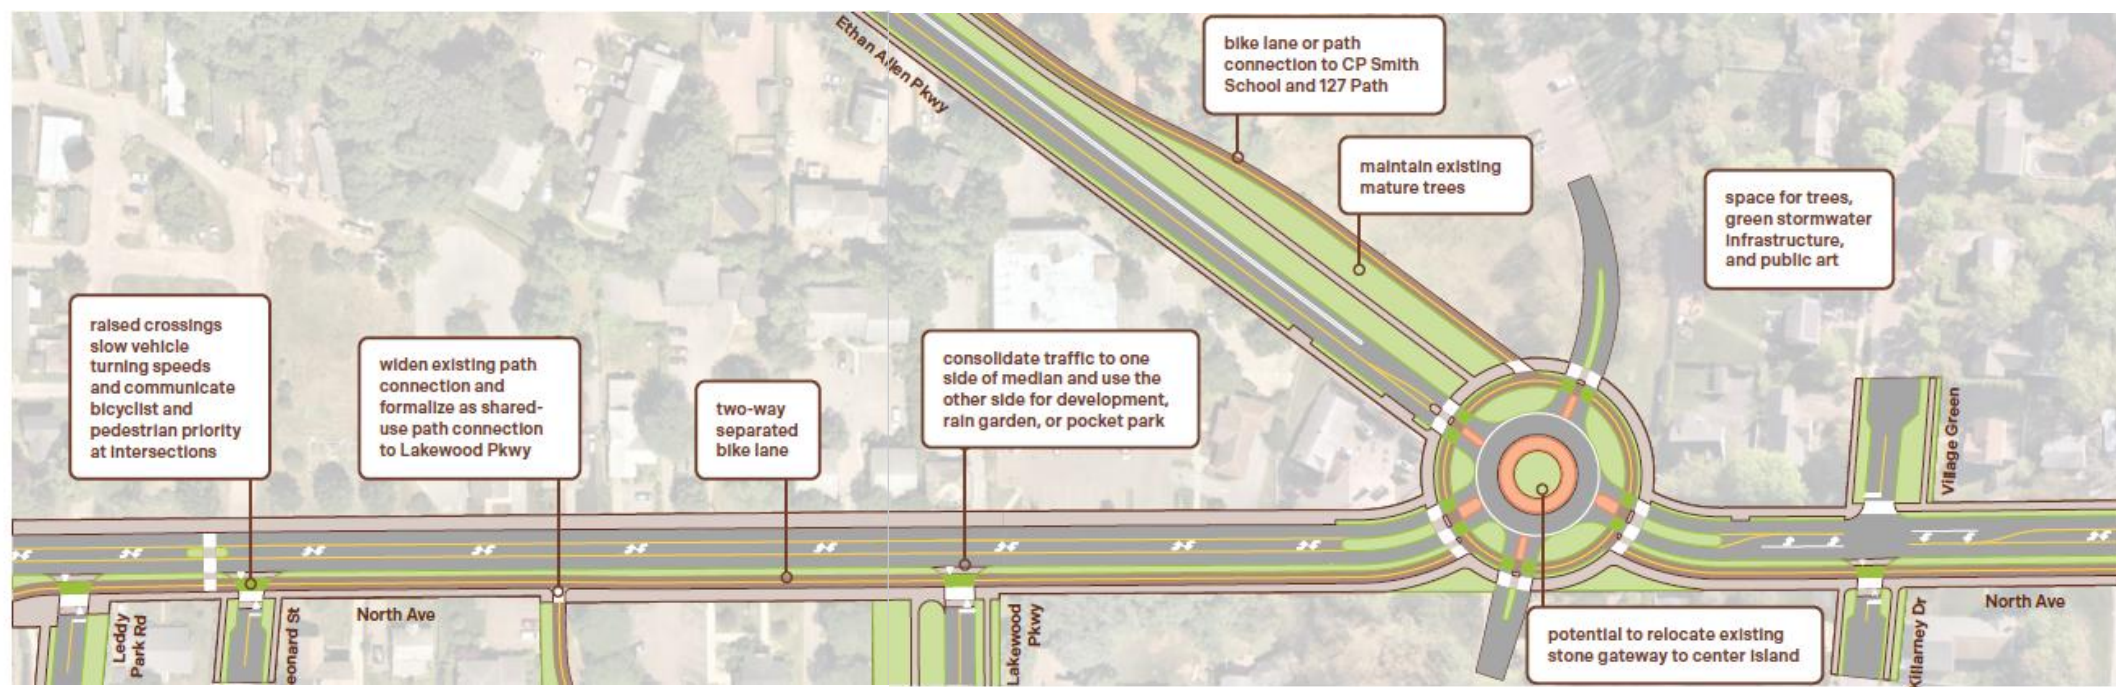 Ethan Allen Pkwy
bike lane or path
connection to CP Smith
School and 127 Path
maintain existing
mature trees
space for trees,
green stormwater
infrastructure,
and public art
raised crossings
slow vehicle
turning speeds
and communicate
bicyclist and
pedestrian priority
at intersections
widen existing path
connection and
formalize as shared-
use path connection
to Lakewood Pkwy
two-way
separated
bike lane
consolidate traffic to one
side of median and use the
other side for development,
rain garden, or pocket park
Village Green
Leddy
Park Rd
eonard St
North Ave
Lakewood
Pkwy
potential to relocate existing
stone gateway to center island
Killarney Dr
North Ave